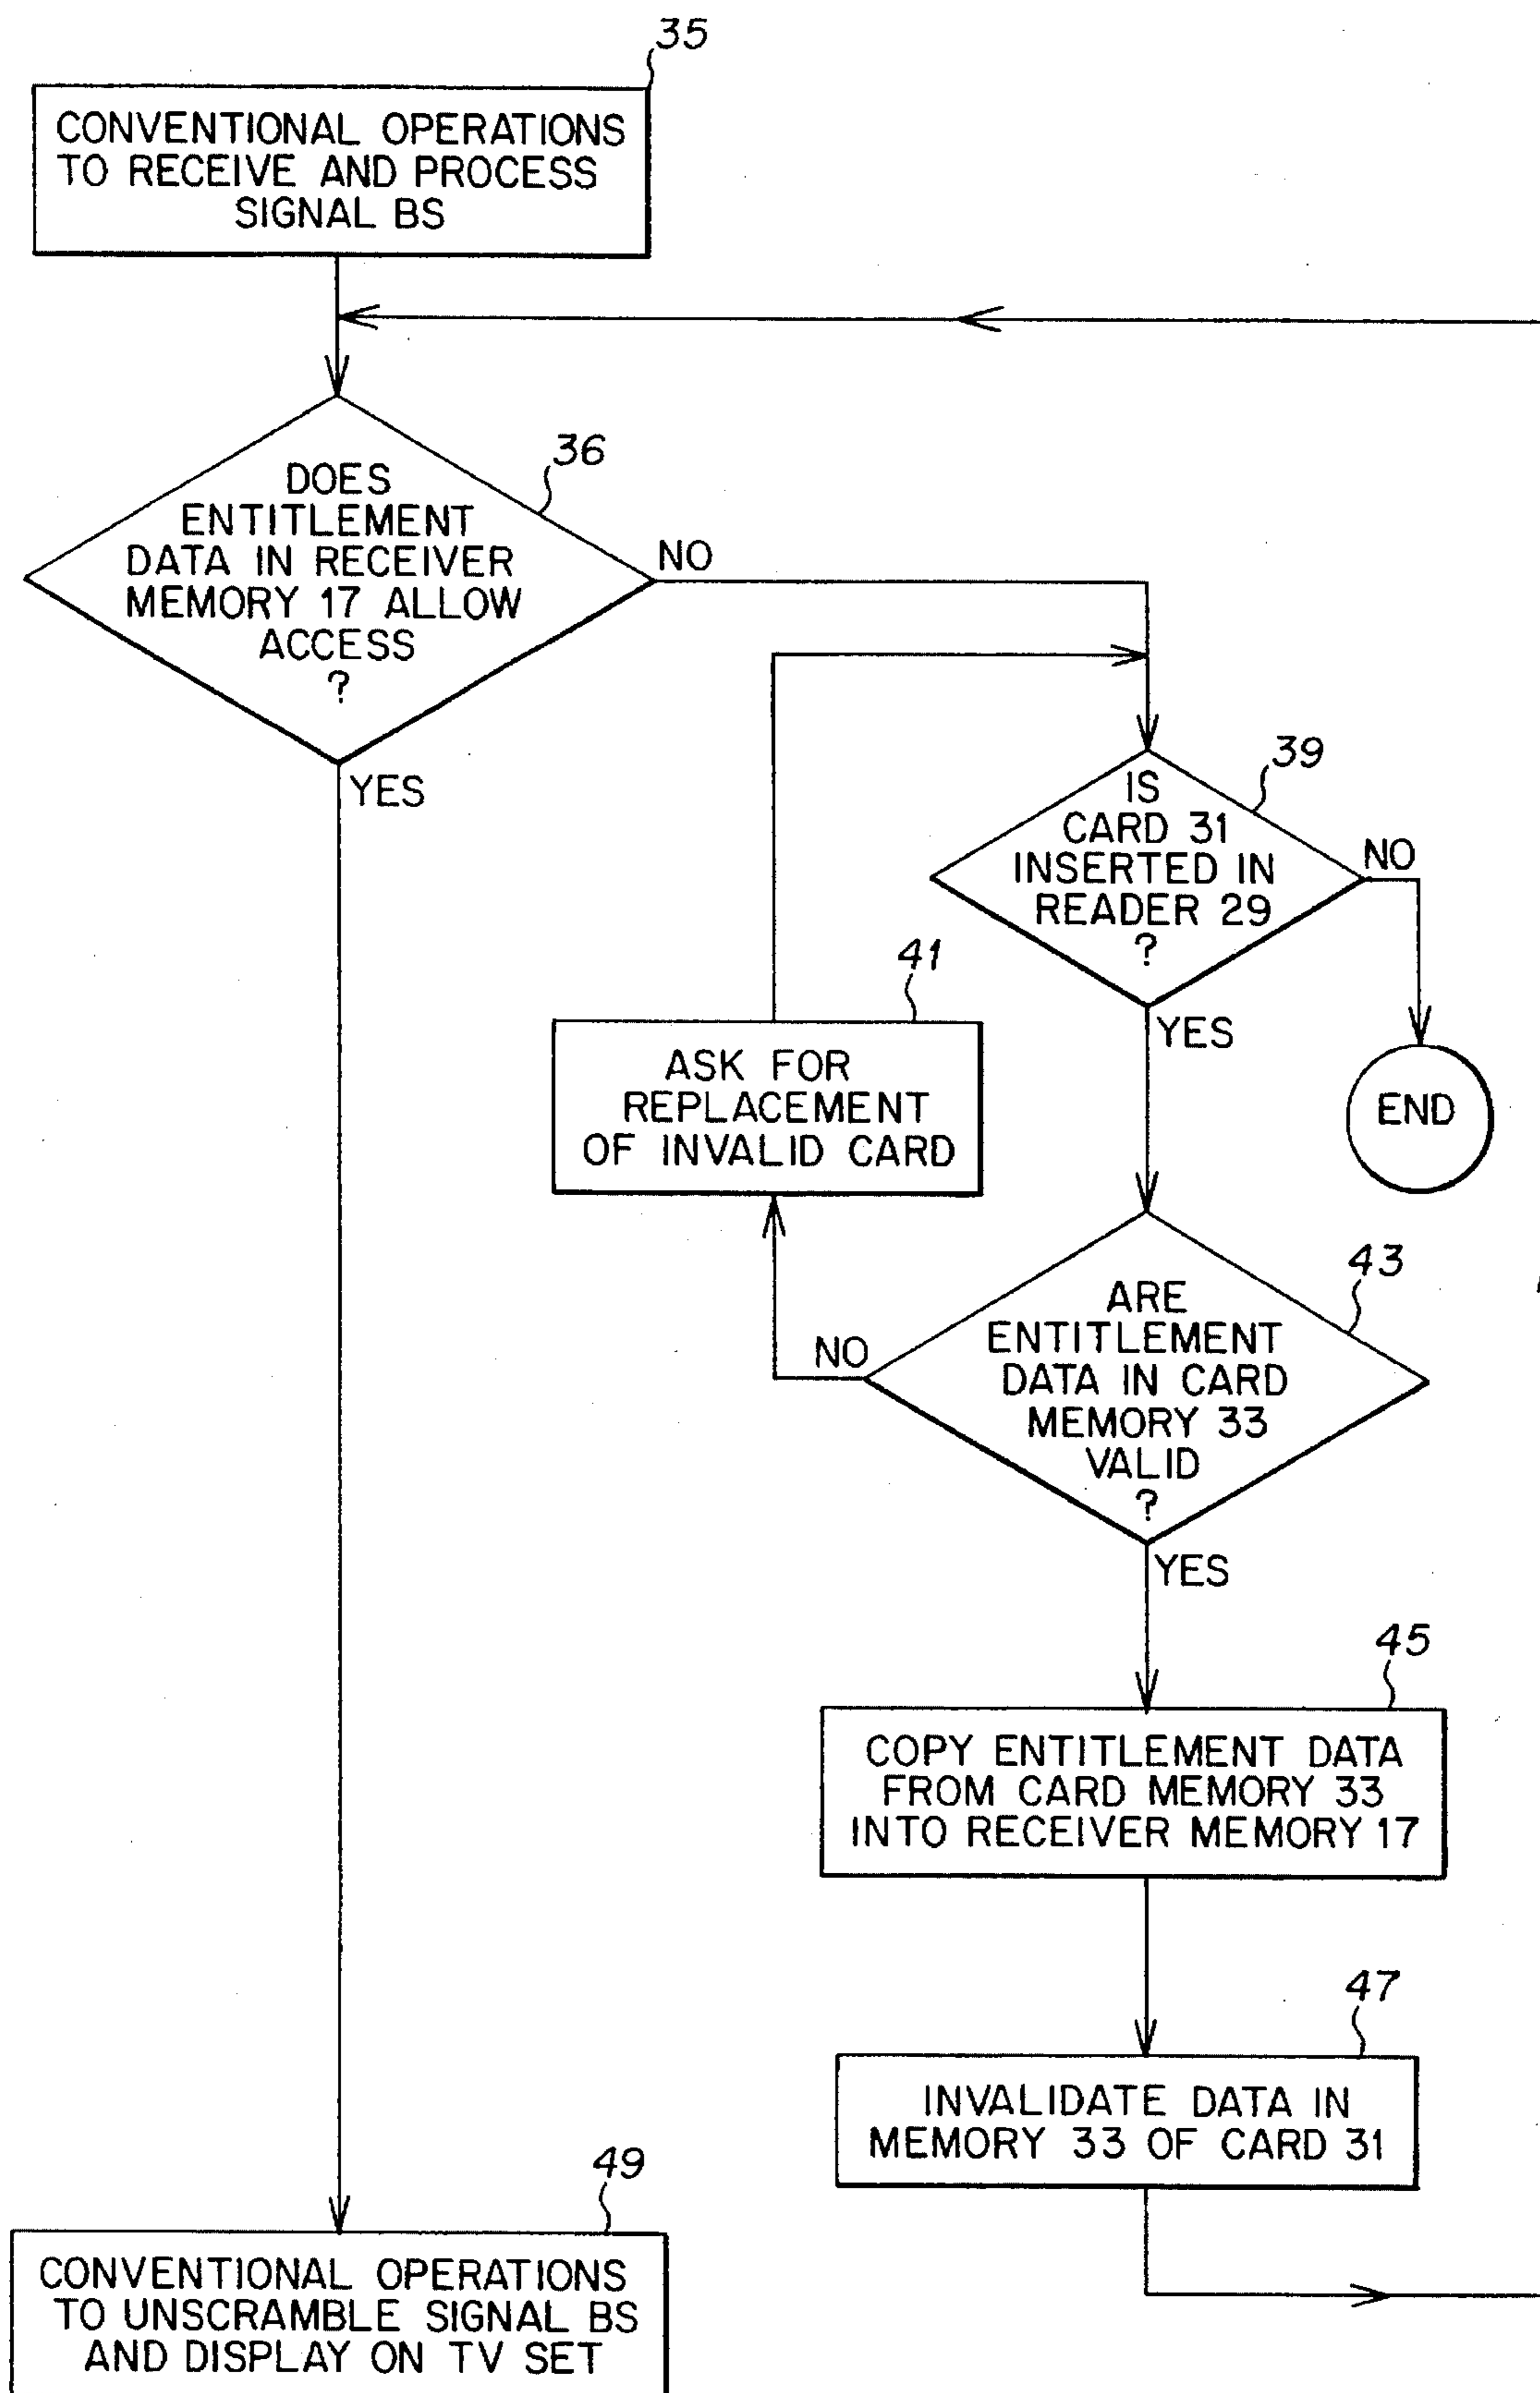 35
CONVENTIONAL OPERATIONS
TO RECEIVE AND PROCESS
SIGNAL BS
36
DOES
ENTITLEMENT
DATA IN RECEIVER
MEMORY 17 ALLOW
ACCESS
?
NO
YES
39
IS
CARD 31
INSERTED IN
READER 29
?
NO
YES
END
41
ASK FOR
REPLACEMENT
OF INVALID CARD
43
ARE
ENTITLEMENT
DATA IN CARD
MEMORY 33
VALID
?
NO
YES
45
COPY ENTITLEMENT DATA
FROM CARD MEMORY 33
INTO RECEIVER MEMORY 17
47
INVALIDATE DATA IN
MEMORY 33 OF CARD 31
49
CONVENTIONAL OPERATIONS
TO UNSCRAMBLE SIGNAL BS
AND DISPLAY ON TV SET